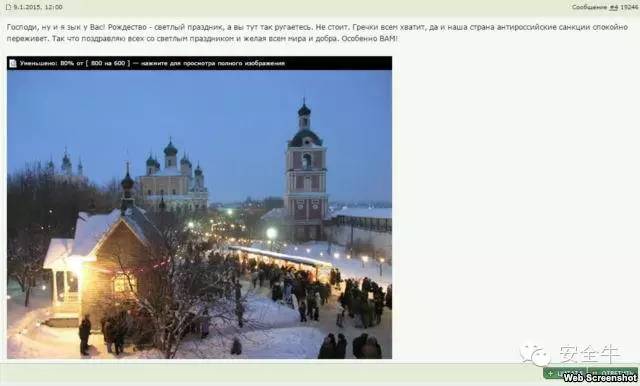 9.1.2015, 12:00 Сообщение #4 19246
Господи, ну и я зык у Вас! Рождество - светлый праздник, а вы тут так ругаетесь. Не стоит. Гречки всем хватит, да и наша страна антироссийские санкции спокойно
переживет. Так что поздравляю всех со светлым праздником и желая всем мира и добра. Особенно ВАМ!
Уменьшено: 80% от [ 800 на 600 ] — нажмите для просмотра полного изображения
安全牛
+ ЦИТАТА ОТВЕТИТЬ
Web Screenshot